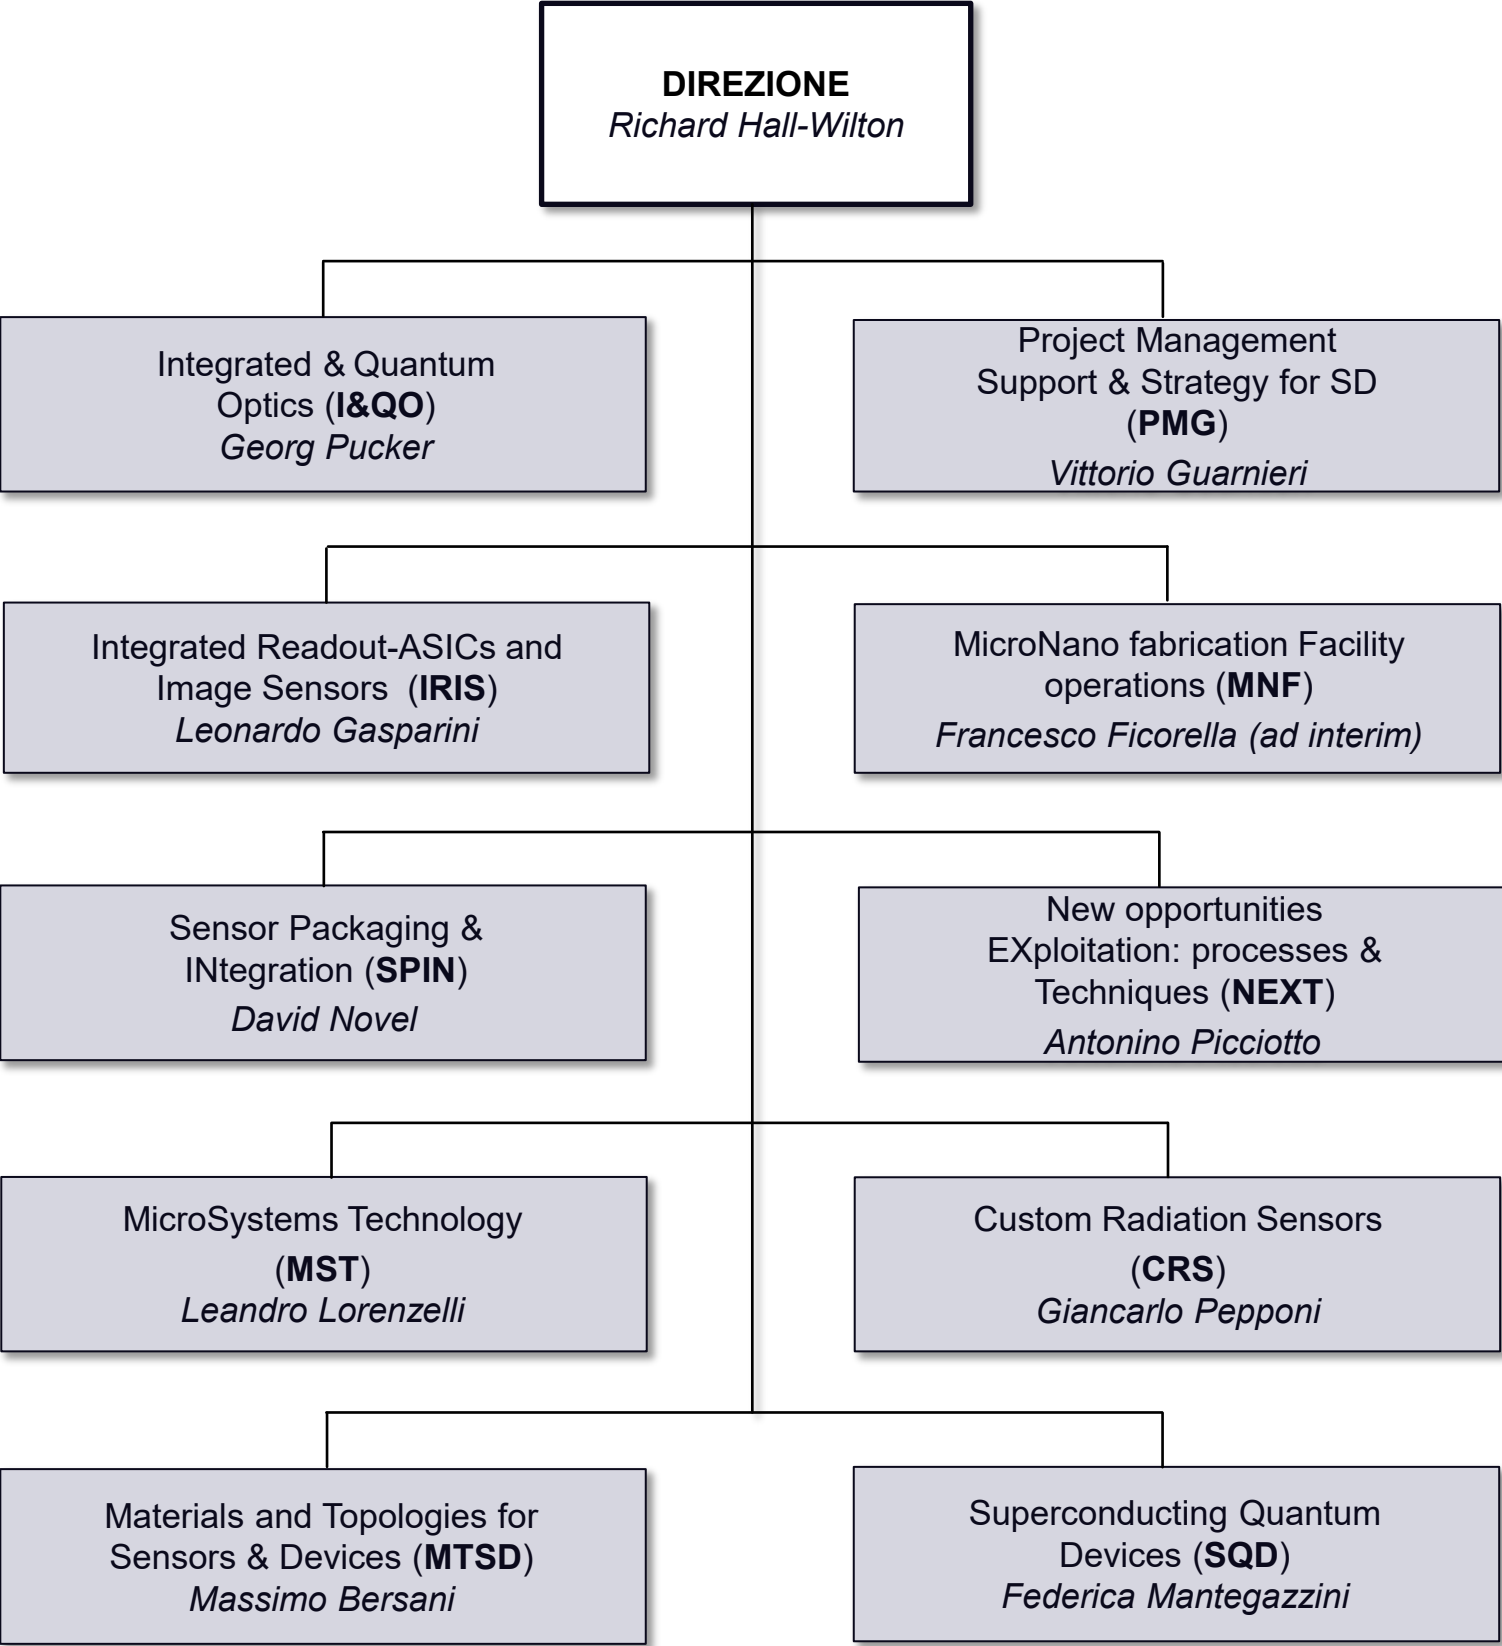 DIREZIONE
Richard Hall-Wilton
Integrated & Quantum
Optics (I&QO)
Georg Pucker
Project Management
Support & Strategy for SD
(PMG)
Vittorio Guarnieri
Integrated Readout-ASICs and
Image Sensors (IRIS)
Leonardo Gasparini
MicroNano fabrication Facility
operations (MNF)
Francesco Ficorella (ad interim)
Sensor Packaging &
INtegration (SPIN)
David Novel
New opportunities
EXploitation: processes &
Techniques (NEXT)
Antonino Picciotto
MicroSystems Technology
(MST)
Leandro Lorenzelli
Custom Radiation Sensors
(CRS)
Giancarlo Pepponi
Materials and Topologies for
Sensors & Devices (MTSD)
Massimo Bersani
Superconducting Quantum
Devices (SQD)
Federica Mantegazzini